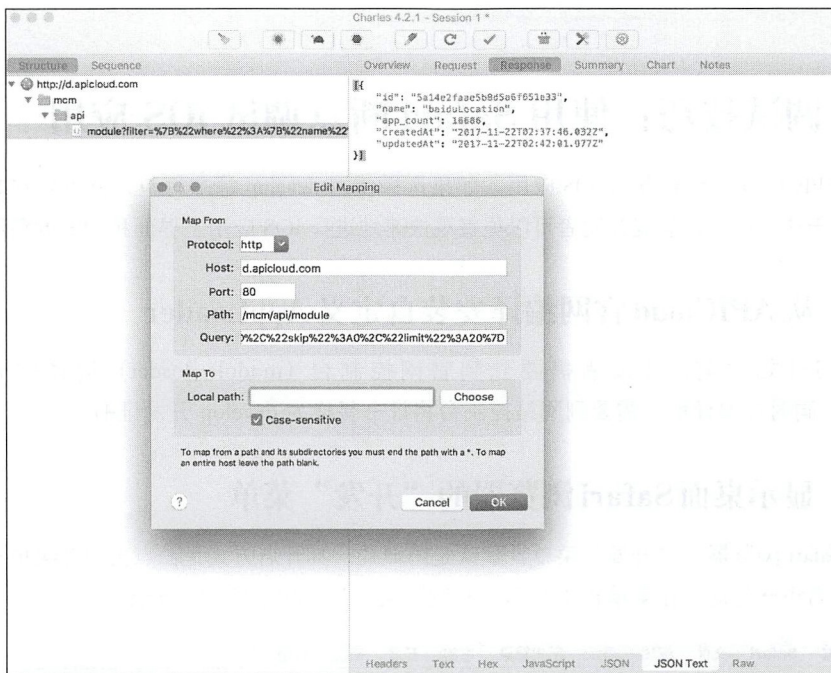 Charles 4.2.1 - Session 1 *
Structure Sequence
Overview Request Response Summary Chart Notes
http://d.apicloud.com
mcm
api
module?filter=%7B%22where%22%3A%7B%22name%22
[{
"id": "5a14e2faae5b8d5a6f651e33",
"name": "baiduLocation",
"app_count": 16686,
"createdAt": "2017-11-22T02:37:46.032Z",
"updatedAt": "2017-11-22T02:42:01.977Z"
}]
Edit Mapping
Map From
Protocol: http
Host: d.apicloud.com
Port: 80
Path: /mcm/api/module
Query: %2C%22skip%22%3A0%2C%22limit%22%3A20%7D
Map To
Local path: Choose
Case-sensitive
To map from a path and its subdirectories you must end the path with a *. To map
an entire host leave the path blank.
? Cancel OK
Headers Text Hex JavaScript JSON JSON Text Raw